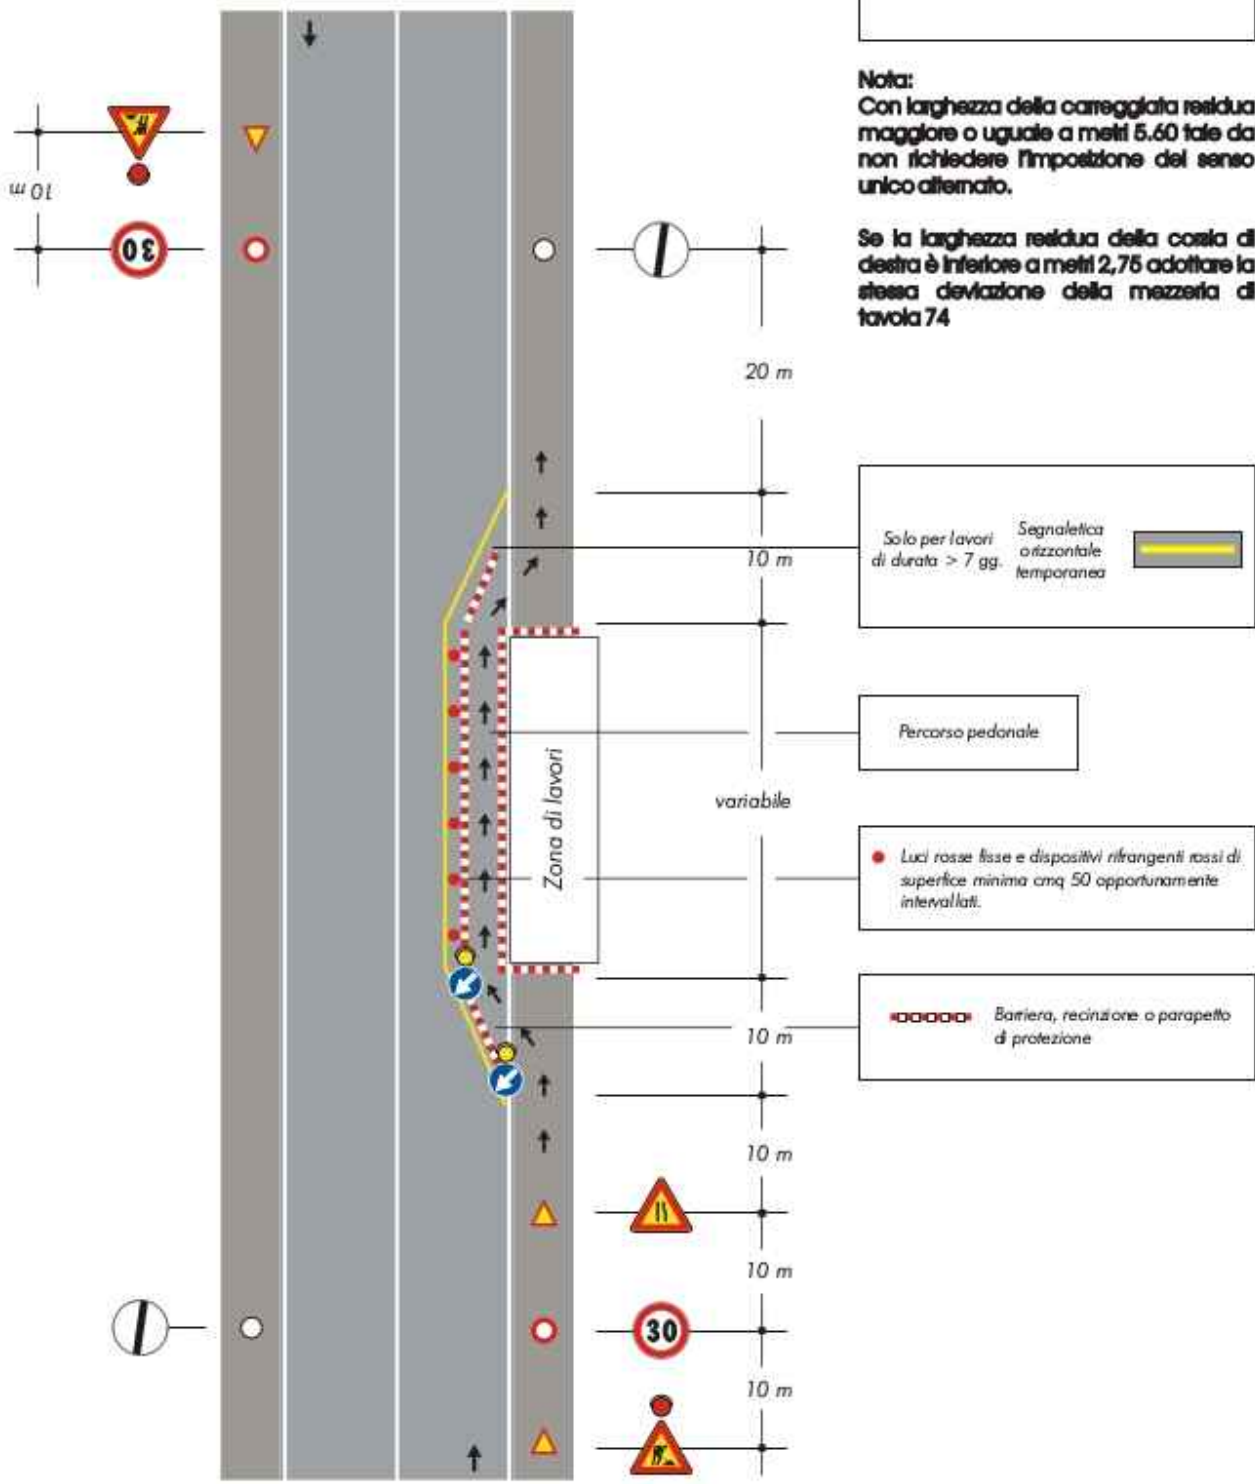 Nota:
Con larghezza della carreggiata residua
maggiore o uguale a metri 5.60 tale da
non richiedere l'imposizione del senso
unico alternato.
10 m
30
Se la larghezza residua della corsia di
destra è inferiore a metri 2,75 adottare la
stessa deviazione della mezzeria di
tavola 74
20 m
Solo per lavori
di durata > 7 gg.
Segnaletica
orizzontale
temporanea
10 m
Zona di lavori
Percorso pedonale
variabile
Luci rosse fisse e dispositivi rifrangenti rossi di
superfice minima cmq 50 opportunamente
intervallati.
Barriera, recinzione o parapetto
di protezione
10 m
10 m
10 m
30
10 m